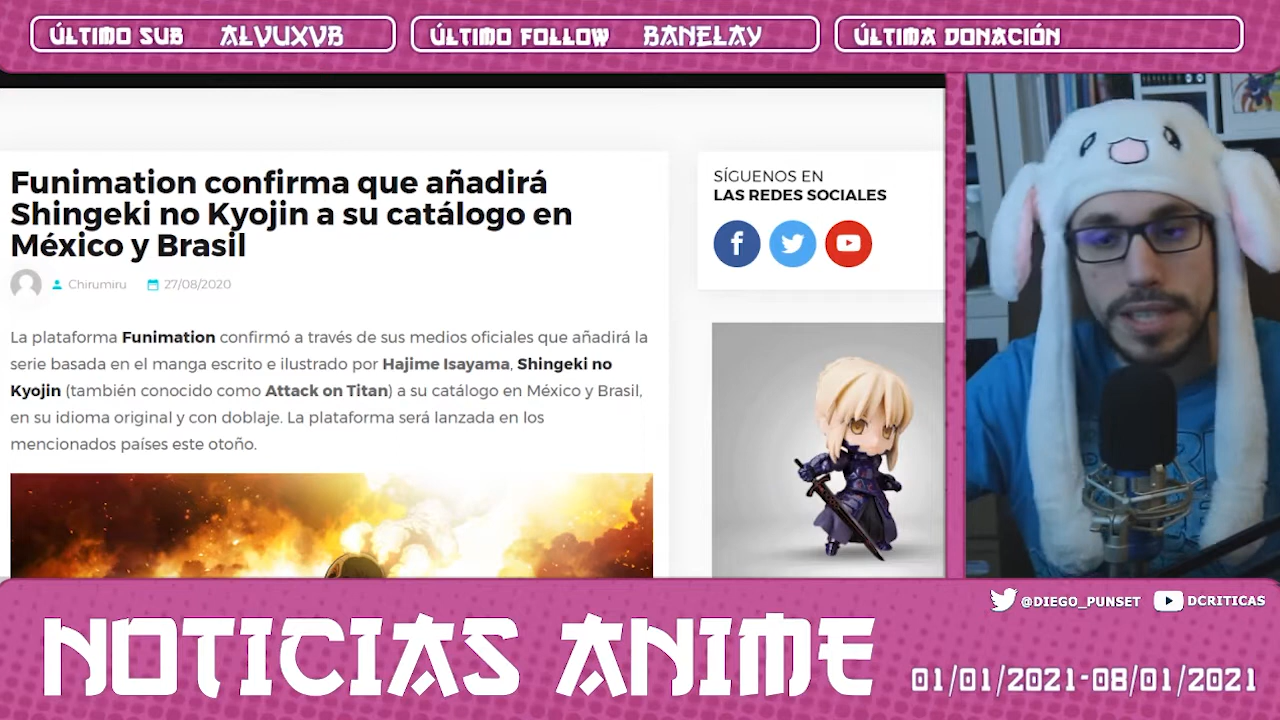 ÚLTIMO SUB ALVUXVB
ÚLTIMO FOLLOW BANELAY
ÚLTIMA DONACIÓN
Funimation confirma que añadirá
Shingeki no Kyojin a su catálogo en
México y Brasil
Chirumiru 27/08/2020
La plataforma Funimation confirmó a través de sus medios oficiales que añadirá la
serie basada en el manga escrito e ilustrado por Hajime Isayama, Shingeki no
Kyojin (también conocido como Attack on Titan) a su catálogo en México y Brasil,
en su idioma original y con doblaje. La plataforma será lanzada en los
mencionados países este otoño.
SÍGUENOS EN
LAS REDES SOCIALES
@DIEGO_PUNSET DCRITICAS
NOTICIAS ANIME
01/01/2021-08/01/2021